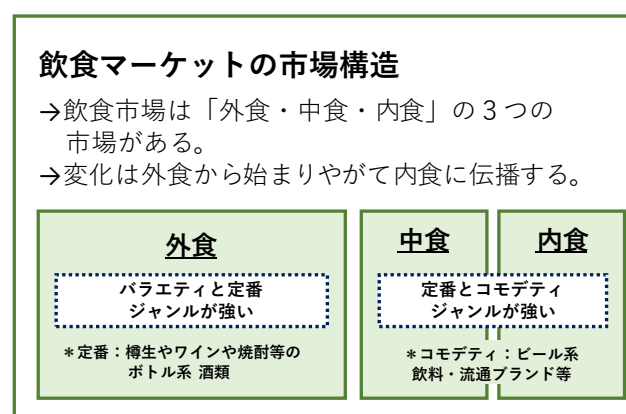 飲食マーケットの市場構造
→飲食市場は「外食・中食・内食」の３つの
市場がある。
→変化は外食から始まりやがて内食に伝播する。
外食
バラエティと定番
ジャンルが強い
＊定番：樽生やワインや焼酎等の
ボトル系 酒類
中食
内食
定番とコモデティ
ジャンルが強い
＊コモデティ：ビール系
飲料・流通ブランド等